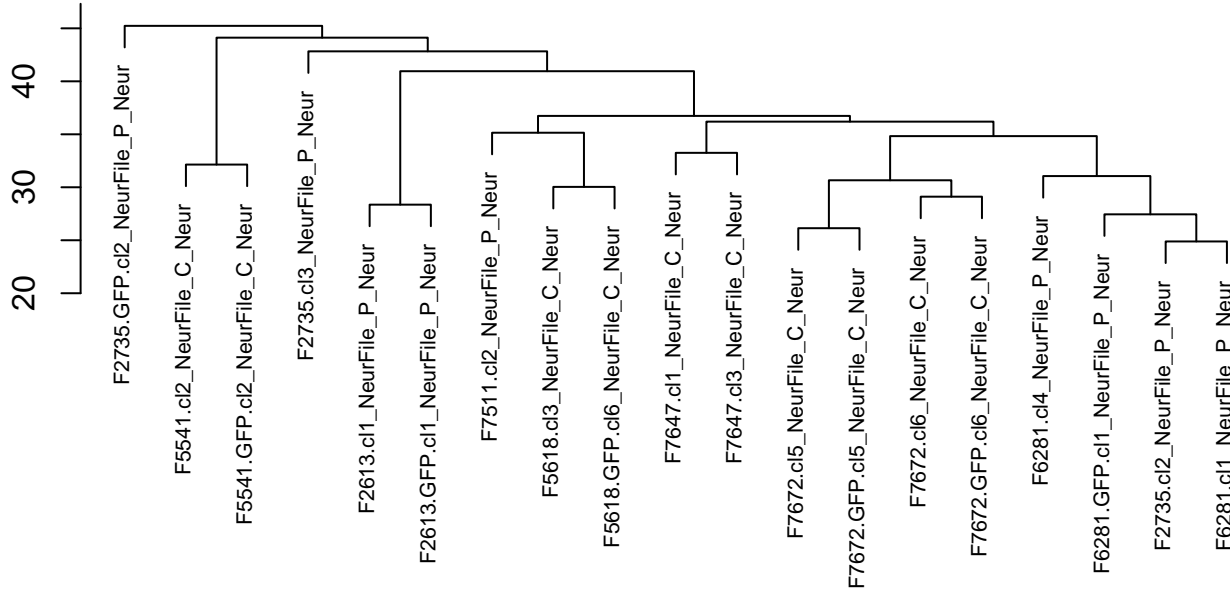 40
30
20
F2735.GFP.cl2_NeurFile_P_Neur
F5541.cl2_NeurFile_C_Neur
F5541.GFP.cl2_NeurFile_C_Neur
F2735.cl3_NeurFile_P_Neur
F2613.cl1_NeurFile_P_Neur
F2613.GFP.cl1_NeurFile_P_Neur
F7511.cl2_NeurFile_P_Neur
F5618.cl3_NeurFile_C_Neur
F5618.GFP.cl6_NeurFile_C_Neur
F7647.cl1_NeurFile_C_Neur
F7647.cl3_NeurFile_C_Neur
F7672.cl5_NeurFile_C_Neur
F7672.GFP.cl5_NeurFile_C_Neur
F7672.cl6_NeurFile_C_Neur
F7672.GFP.cl6_NeurFile_C_Neur
F6281.cl4_NeurFile_P_Neur
F6281.GFP.cl1_NeurFile_P_Neur
F2735.cl2_NeurFile_P_Neur
F6281.cl1_NeurFile_P_Neur